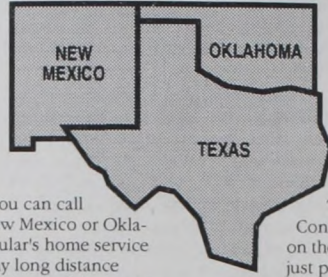 NEW
MEXICO
OKLAHOMA
TEXAS
ou can call
w Mexico or Okla-
ular's home service
y long distance
Con
on the
just p